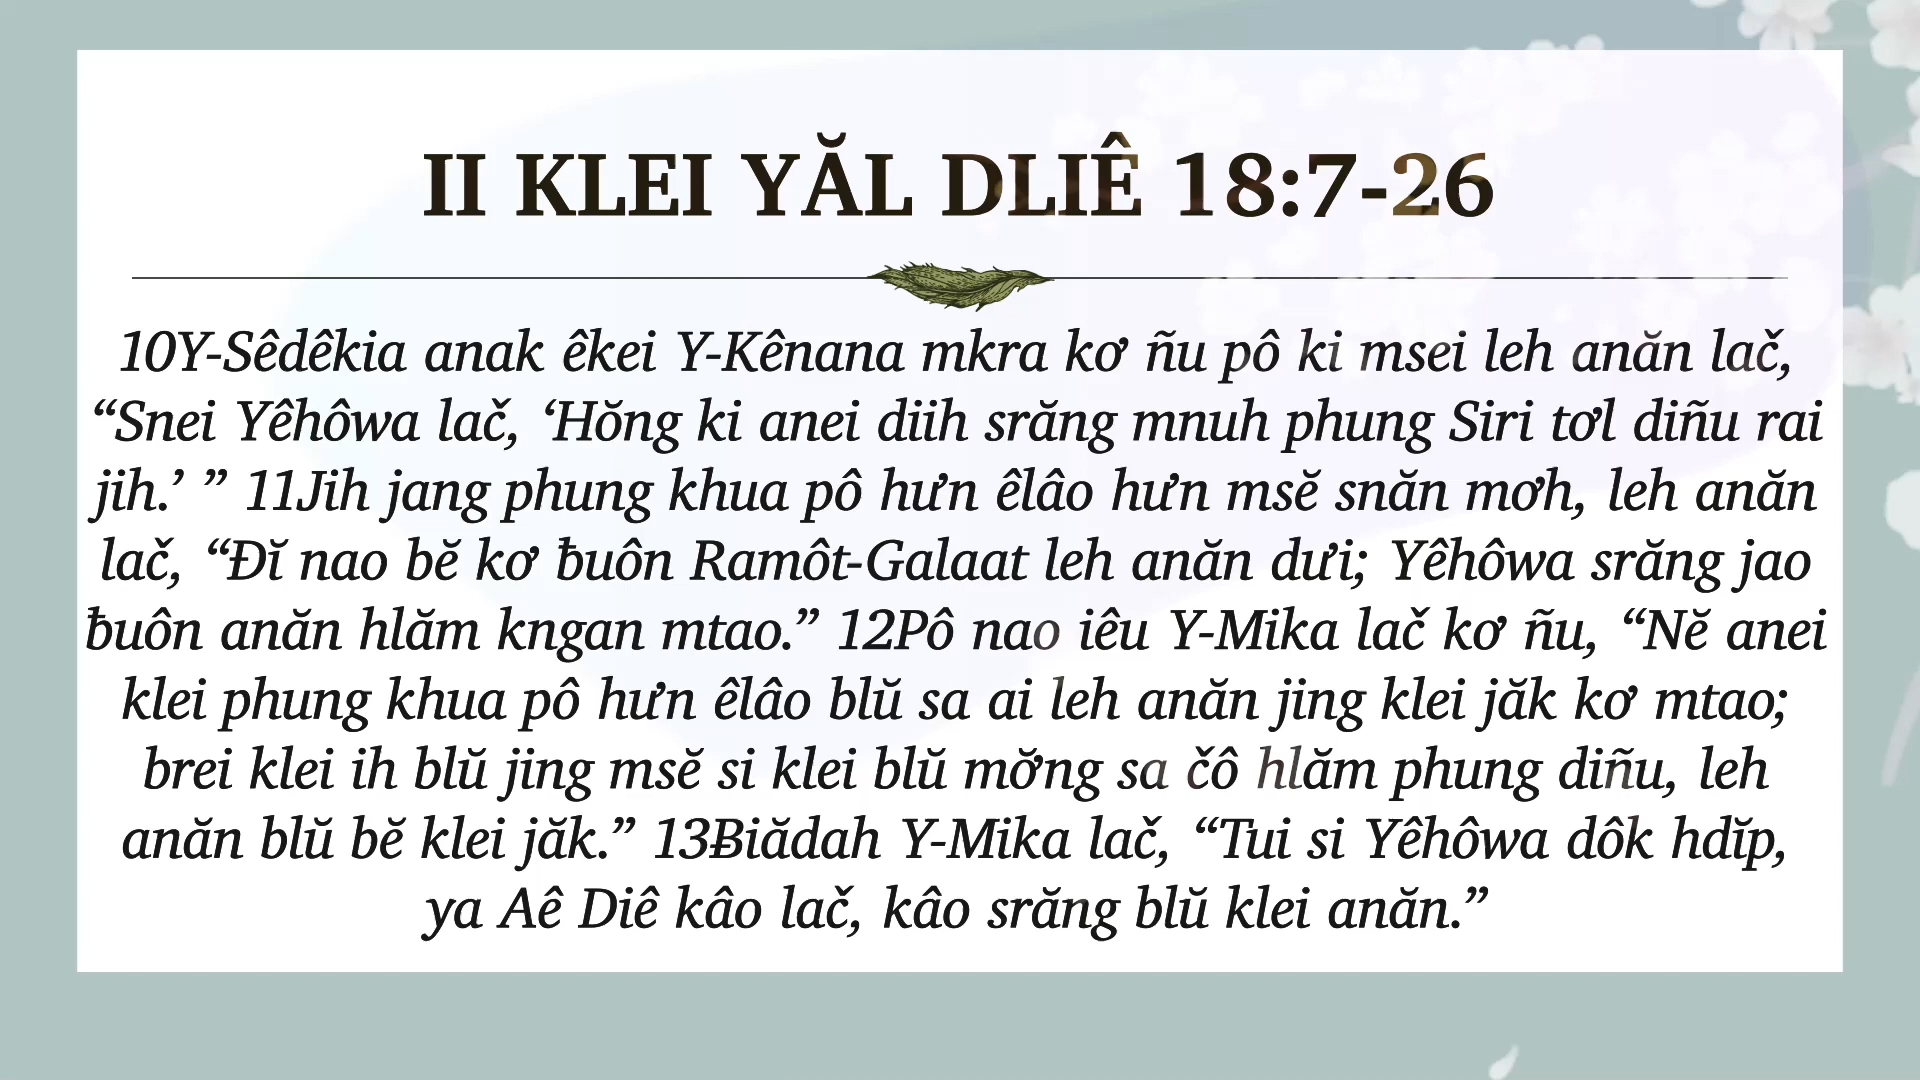 II KLEI YĂL DLIÊ 18:7-26
10Y-Sêdêkia anak êkei Y-Kênana mkra kơ ñu pô ki msei leh anăn lač,
“Snei Yêhôwa lač, ‘Hŏng ki anei diih srăng mnuh phung Siri tơl diñu rai
jih.’ ” 11Jih jang phung khua pô hưn êlâo hưn msĕ snăn mơh, leh anăn
lač, “Đĭ nao bĕ kơ ƀuôn Ramôt-Galaat leh anăn dưi; Yêhôwa srăng jao
ƀuôn anăn hlăm kngan mtao.” 12Pô nao iêu Y-Mika lač kơ ñu, “Nĕ anei
klei phung khua pô hưn êlâo blŭ sa ai leh anăn jing klei jăk kơ mtao;
brei klei ih blŭ jing msĕ si klei blŭ mơ̆ng sa čô hlăm phung diñu, leh
anăn blŭ bĕ klei jăk.” 13Ƀiădah Y-Mika lač, “Tui si Yêhôwa dôk hdĭp,
ya Aê Diê kâo lač, kâo srăng blŭ klei anăn.”